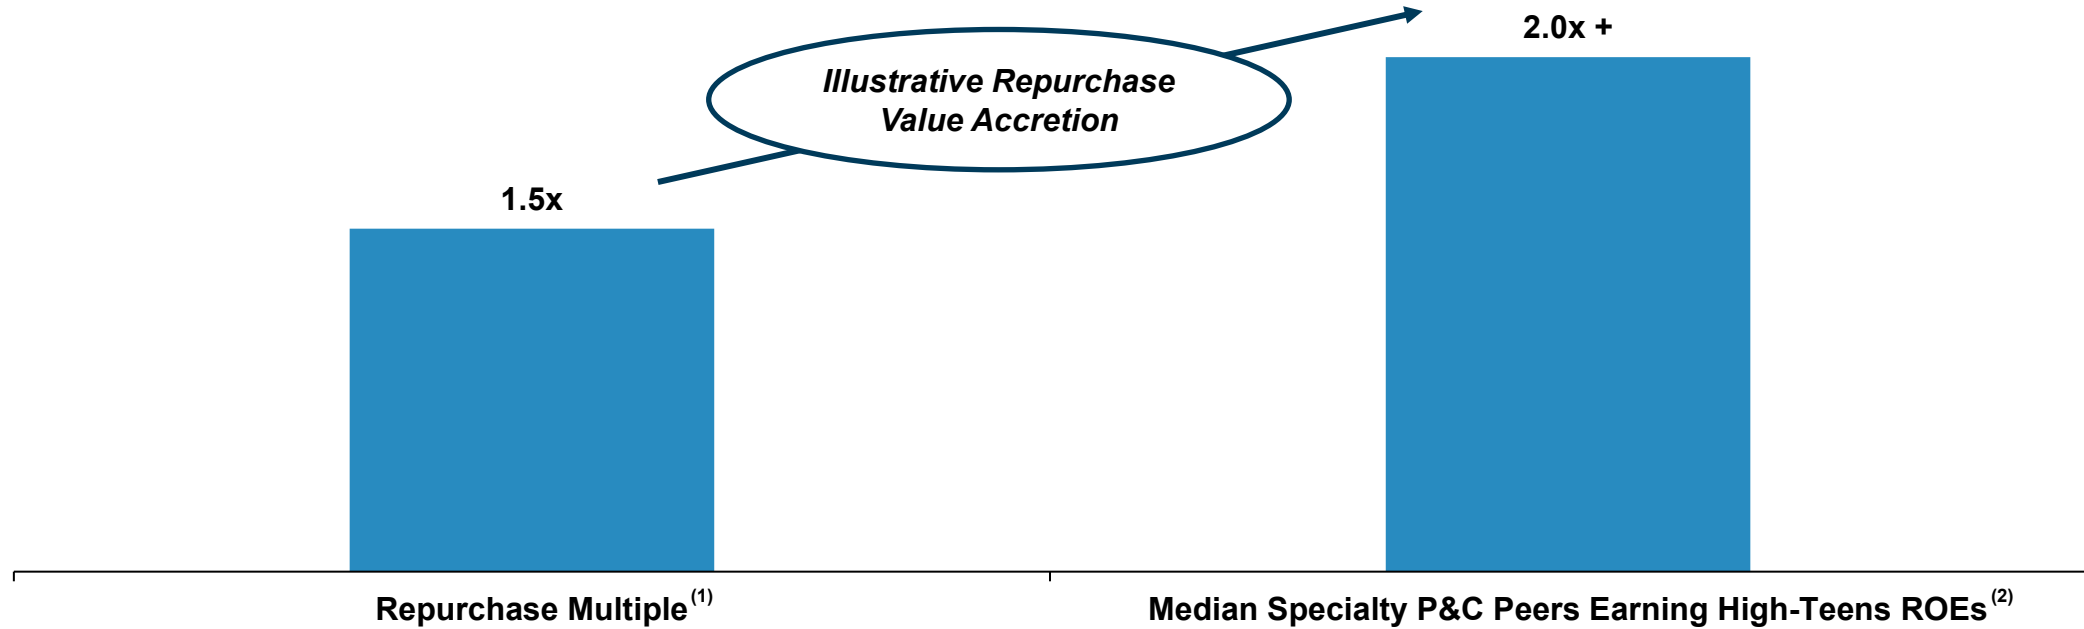 2.0x +
Illustrative Repurchase
Value Accretion
1.5x
Repurchase Multiple(1)
Median Specialty P&C Peers Earning High-Teens ROEs(2)